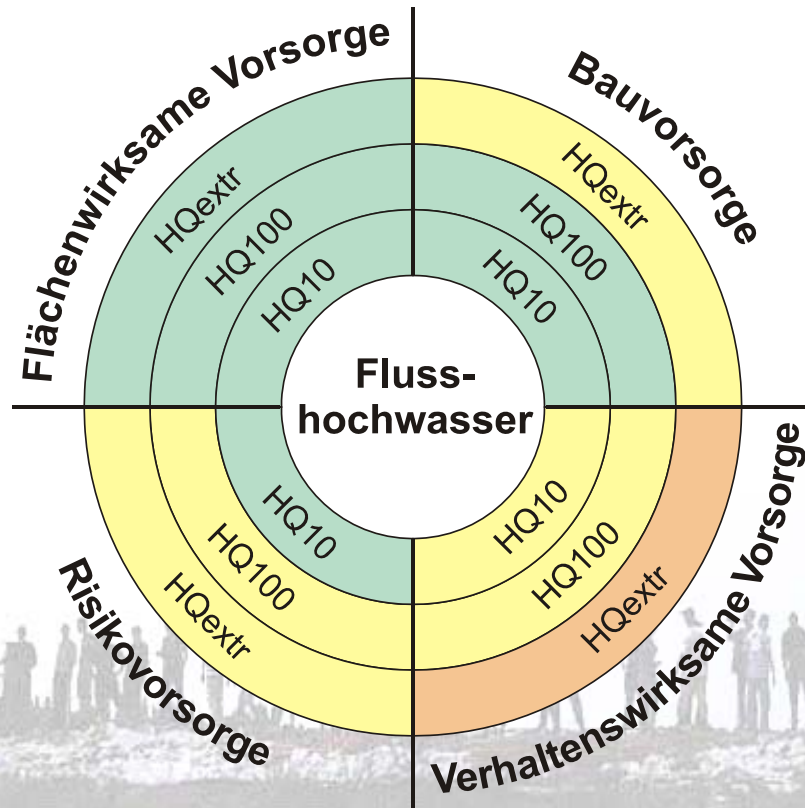 Flächenwirksame Vorsorge
HQextr
HQ100
HQ10
Bauvorsorge
HQextr
HQ100
HQ10
Fluss-
hochwasser
HQ10
HQ100
HQextr
Risikovorsorge
HQ10
HQ100
HQextr
Verhaltenswirksame Vorsorge